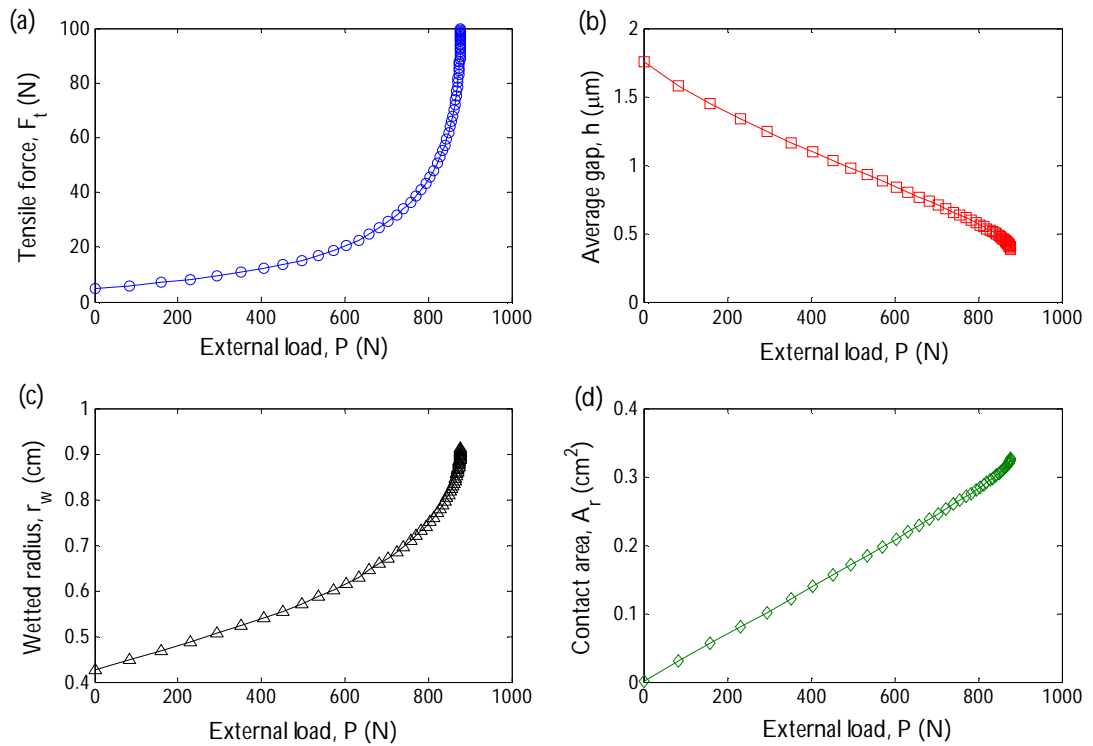 (a)
Tensile force, F_t (N)
100
80
60
40
20
0
0 200 400 600 800 1000
External load, P (N)
(b)
Average gap, h (μm)
2
1.5
1
0.5
0
0 200 400 600 800 1000
External load, P (N)
(c)
Wetted radius, r_w (cm)
1
0.9
0.8
0.7
0.6
0.5
0.4
0 200 400 600 800 1000
External load, P (N)
(d)
Contact area, A_r (cm²)
0.4
0.3
0.2
0.1
0
0 200 400 600 800 1000
External load, P (N)